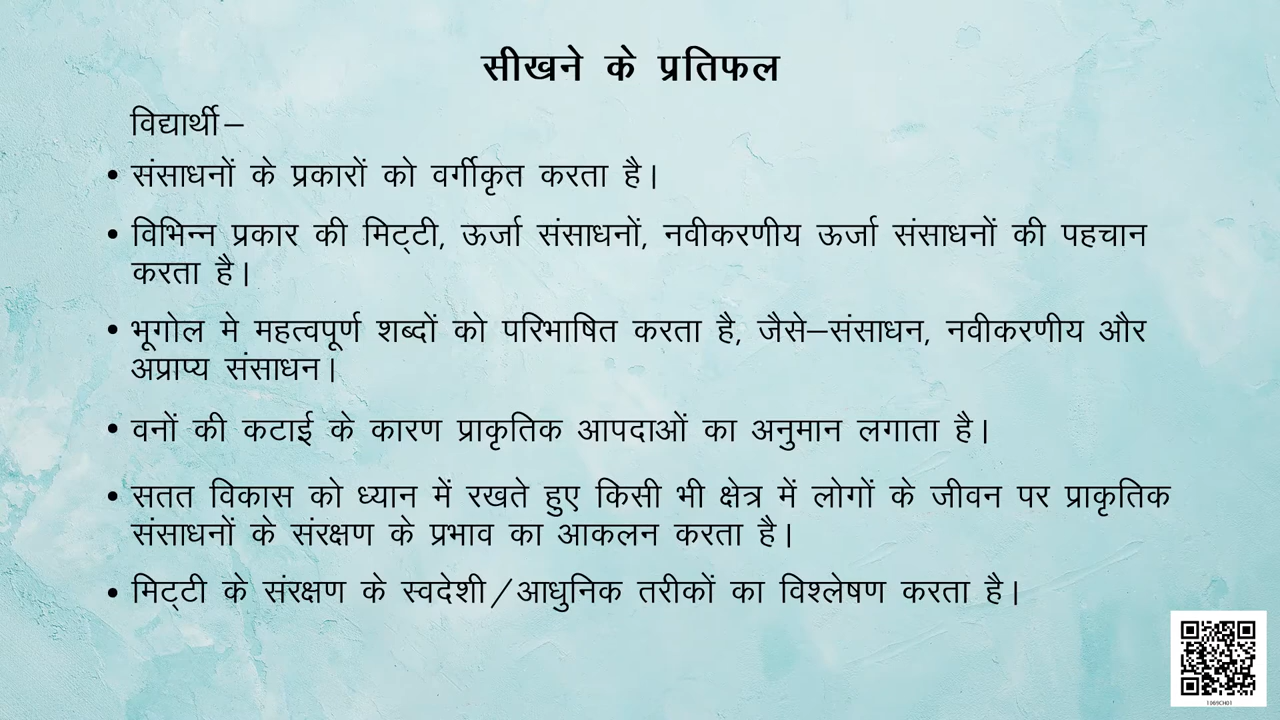 सीखने के प्रतिफल
विद्यार्थी–
• संसाधनों के प्रकारों को वर्गीकृत करता है।
• विभिन्न प्रकार की मिट्टी, ऊर्जा संसाधनों, नवीकरणीय ऊर्जा संसाधनों की पहचान
करता है।
• भूगोल मे महत्वपूर्ण शब्दों को परिभाषित करता है, जैसे–संसाधन, नवीकरणीय और
अप्राप्य संसाधन।
• वनों की कटाई के कारण प्राकृतिक आपदाओं का अनुमान लगाता है।
• सतत विकास को ध्यान में रखते हुए किसी भी क्षेत्र में लोगों के जीवन पर प्राकृतिक
संसाधनों के संरक्षण के प्रभाव का आकलन करता है।
• मिट्टी के संरक्षण के स्वदेशी/आधुनिक तरीकों का विश्लेषण करता है।
1069CH01